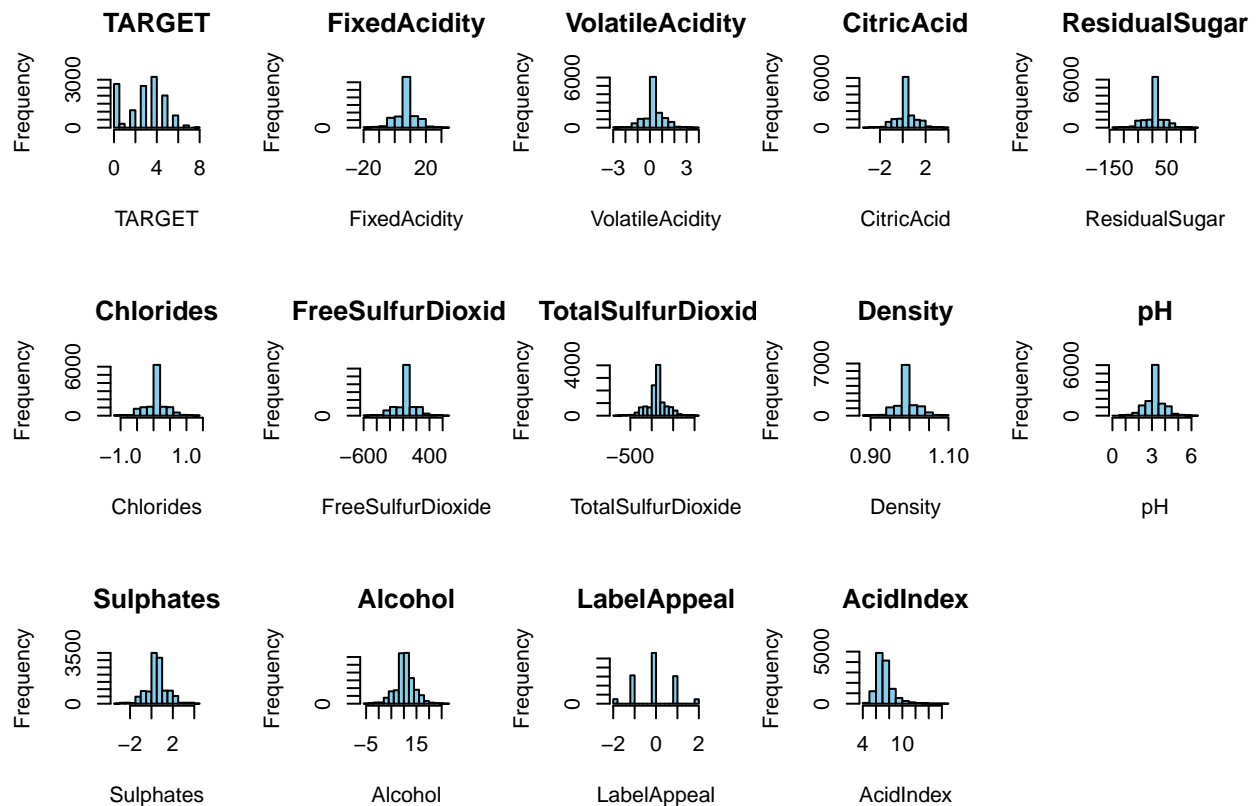 TARGET
Frequency
0 3000
0 4 8
TARGET
FixedAcidity
Frequency
0
−20 20
FixedAcidity
VolatileAcidity
Frequency
0 6000
−3 0 3
VolatileAcidity
CitricAcid
Frequency
0 6000
−2 2
CitricAcid
ResidualSugar
Frequency
0 6000
−150 50
ResidualSugar
Chlorides
Frequency
0 6000
−1.0 1.0
Chlorides
FreeSulfurDioxid
Frequency
0
−600 400
FreeSulfurDioxide
TotalSulfurDioxid
Frequency
0 4000
−500
TotalSulfurDioxide
Density
Frequency
0 7000
0.90 1.10
Density
pH
Frequency
0 6000
0 3 6
pH
Sulphates
Frequency
0 3500
−2 2
Sulphates
Alcohol
Frequency
0
−5 15
Alcohol
LabelAppeal
Frequency
0
−2 0 2
LabelAppeal
AcidIndex
Frequency
0 5000
4 10
AcidIndex